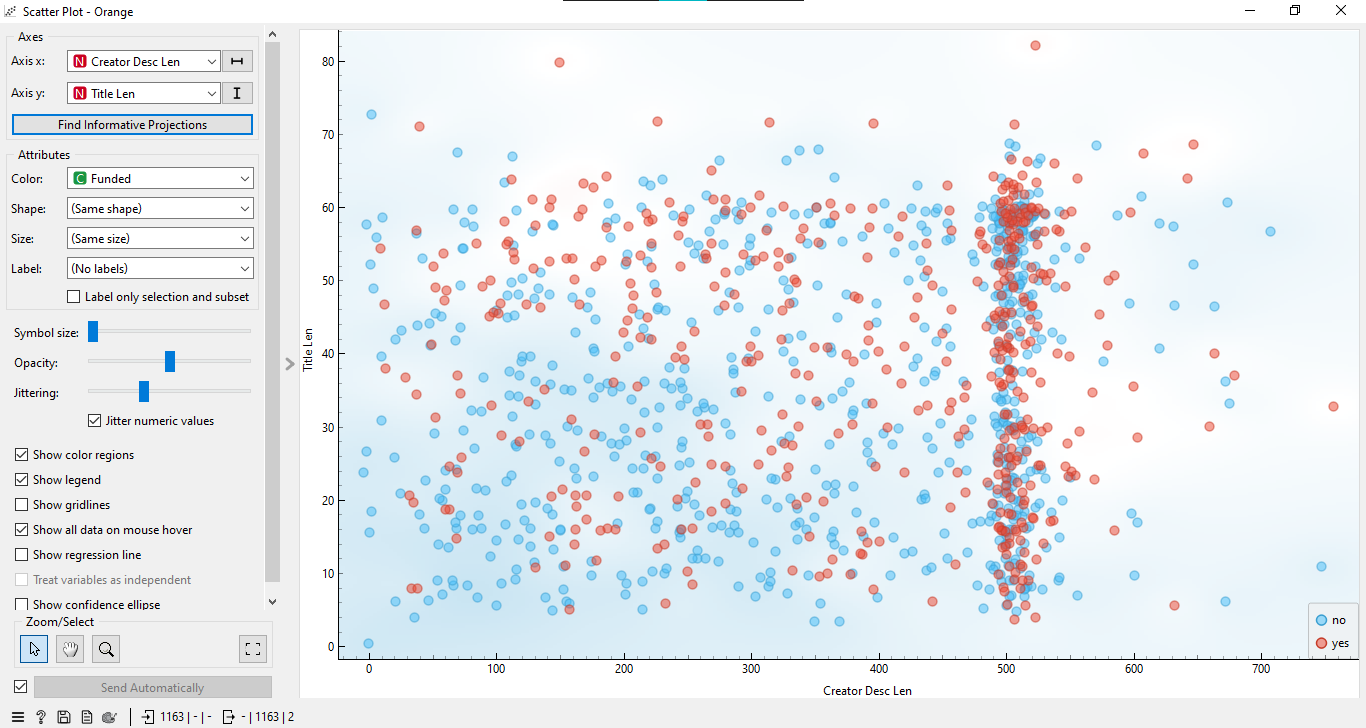 Scatter Plot - Orange
Axes
Axis x: N Creator Desc Len
Axis y: N Title Len
Find Informative Projections
Attributes
Color: C Funded
Shape: (Same shape)
Size: (Same size)
Label: (No labels)
Label only selection and subset
Symbol size:
Opacity:
Jittering:
Jitter numeric values
Show color regions
Show legend
Show gridlines
Show all data on mouse hover
Show regression line
Treat variables as independent
Show confidence ellipse
Zoom/Select
Send Automatically
? 1163 | - | - - | 1163 | 2
Title Len
80
70
60
50
40
30
20
10
0
0 100 200 300 400 500 600 700
Creator Desc Len
no
yes